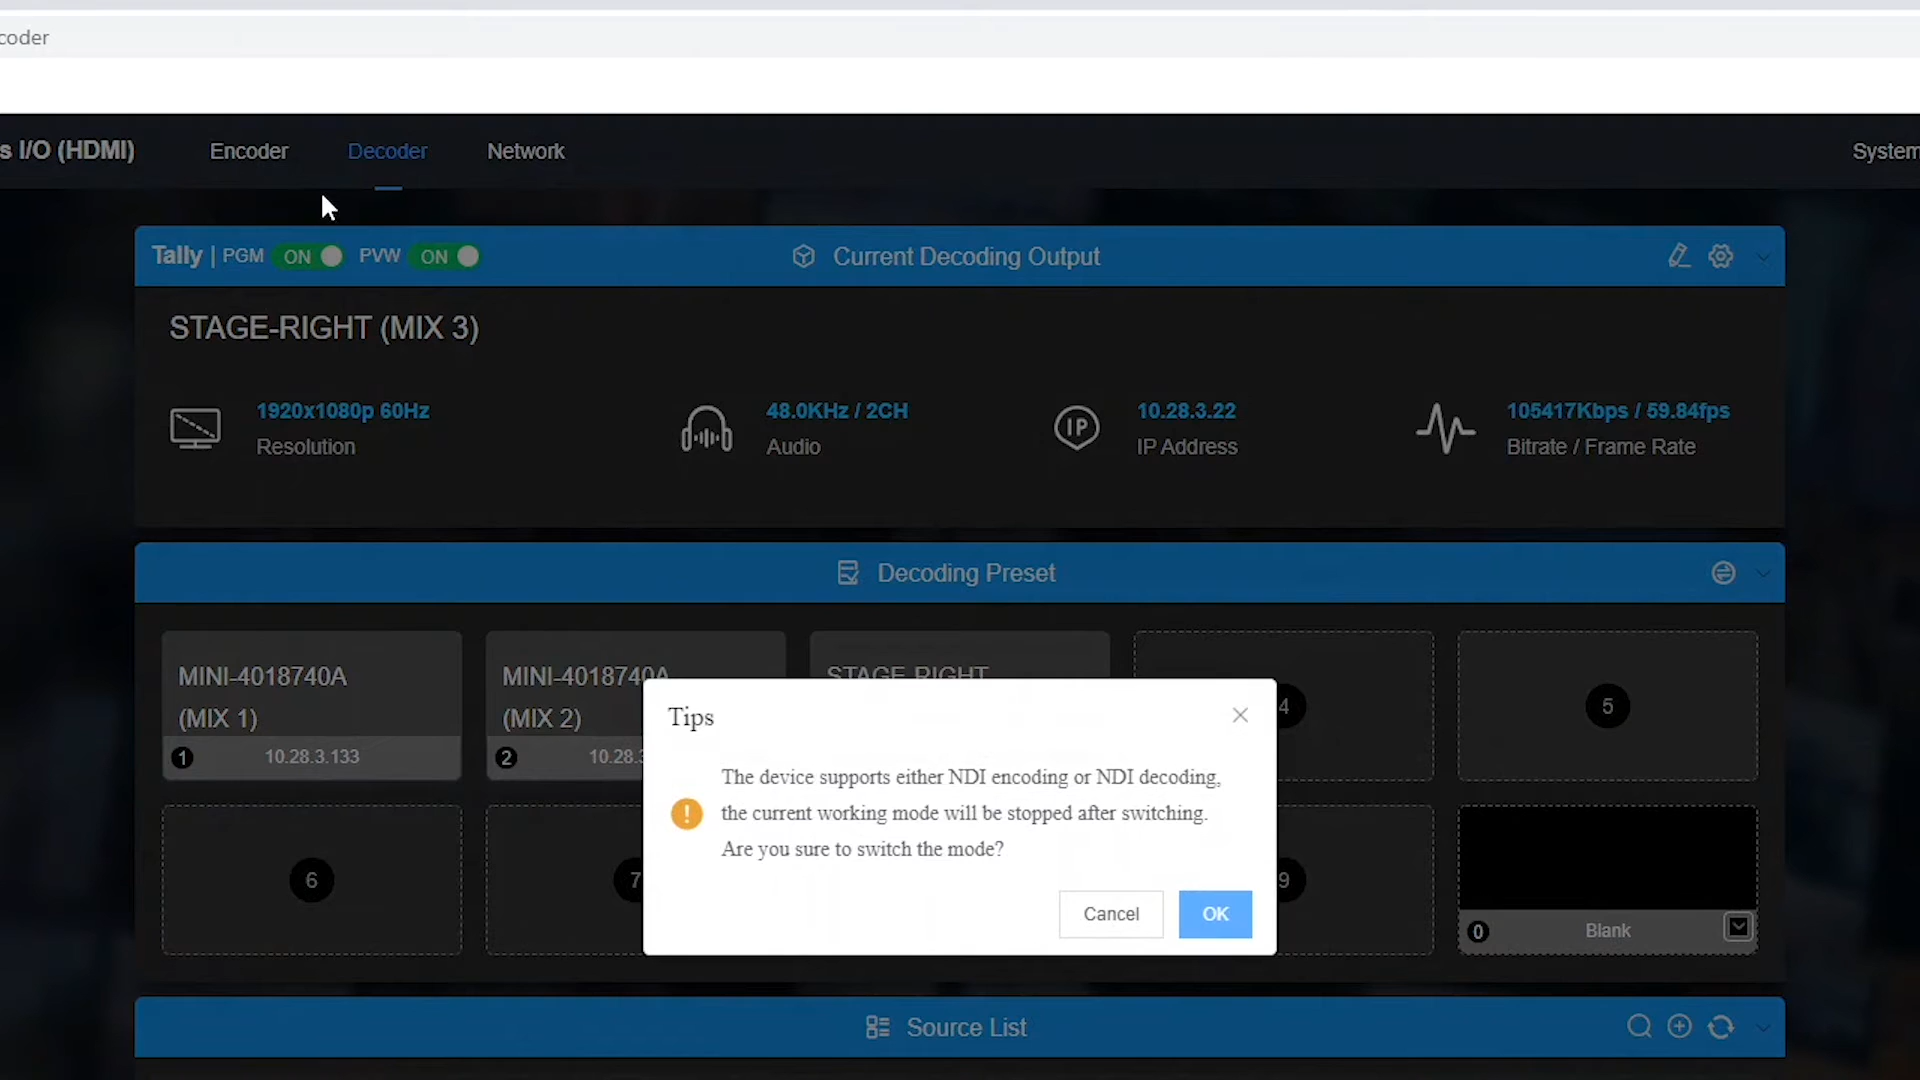 coder
s I/O (HDMI) Encoder Decoder Network System
Tally | PGM ON PVW ON Current Decoding Output
STAGE-RIGHT (MIX 3)
1920x1080p 60Hz 48.0KHz / 2CH 10.28.3.22 105417Kbps / 59.84fps
Resolution Audio IP Address Bitrate / Frame Rate
Decoding Preset
MINI-4018740A MINI-4018740A STAGE-RIGHT
(MIX 1) (MIX 2) 4 5
1 10.28.3.133 2 10.28.3
Tips
The device supports either NDI encoding or NDI decoding,
the current working mode will be stopped after switching.
Are you sure to switch the mode?
Cancel OK
6 7 9
0 Blank
Source List